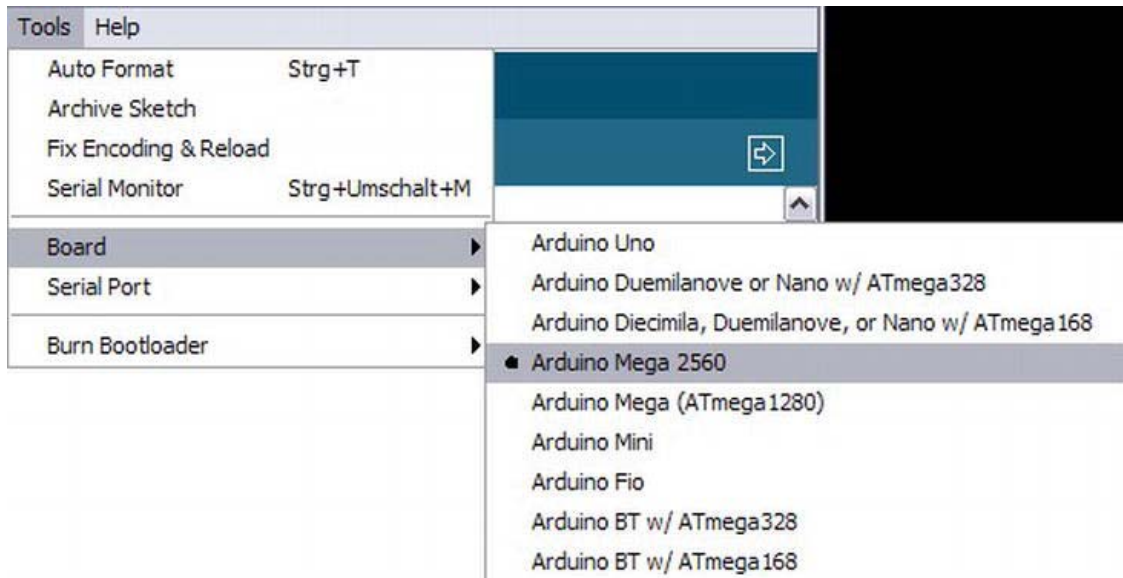 Tools Help
Auto Format Strg+T
Archive Sketch
Fix Encoding & Reload
Serial Monitor Strg+Umschalt+M
Board
Serial Port
Burn Bootloader
Arduino Uno
Arduino Duemilanove or Nano w/ ATmega328
Arduino Diecimila, Duemilanove, or Nano w/ ATmega168
Arduino Mega 2560
Arduino Mega (ATmega1280)
Arduino Mini
Arduino Fio
Arduino BT w/ ATmega328
Arduino BT w/ ATmega168